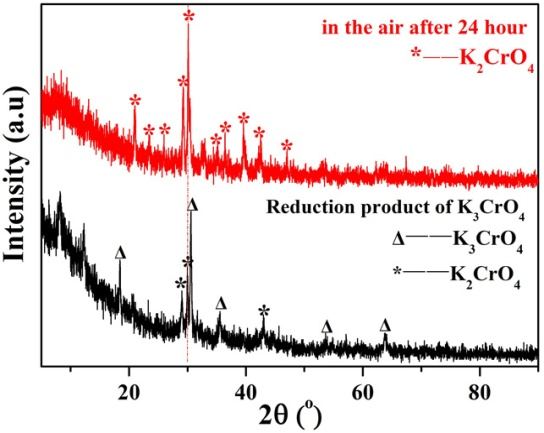 in the air after 24 hour
*——K₂CrO₄
* * * * * * * * * *
Reduction product of K₃CrO₄
Δ——K₃CrO₄
*——K₂CrO₄
Δ Δ Δ Δ Δ * * *
Intensity (a.u)
20 40 60 80
2θ (°)